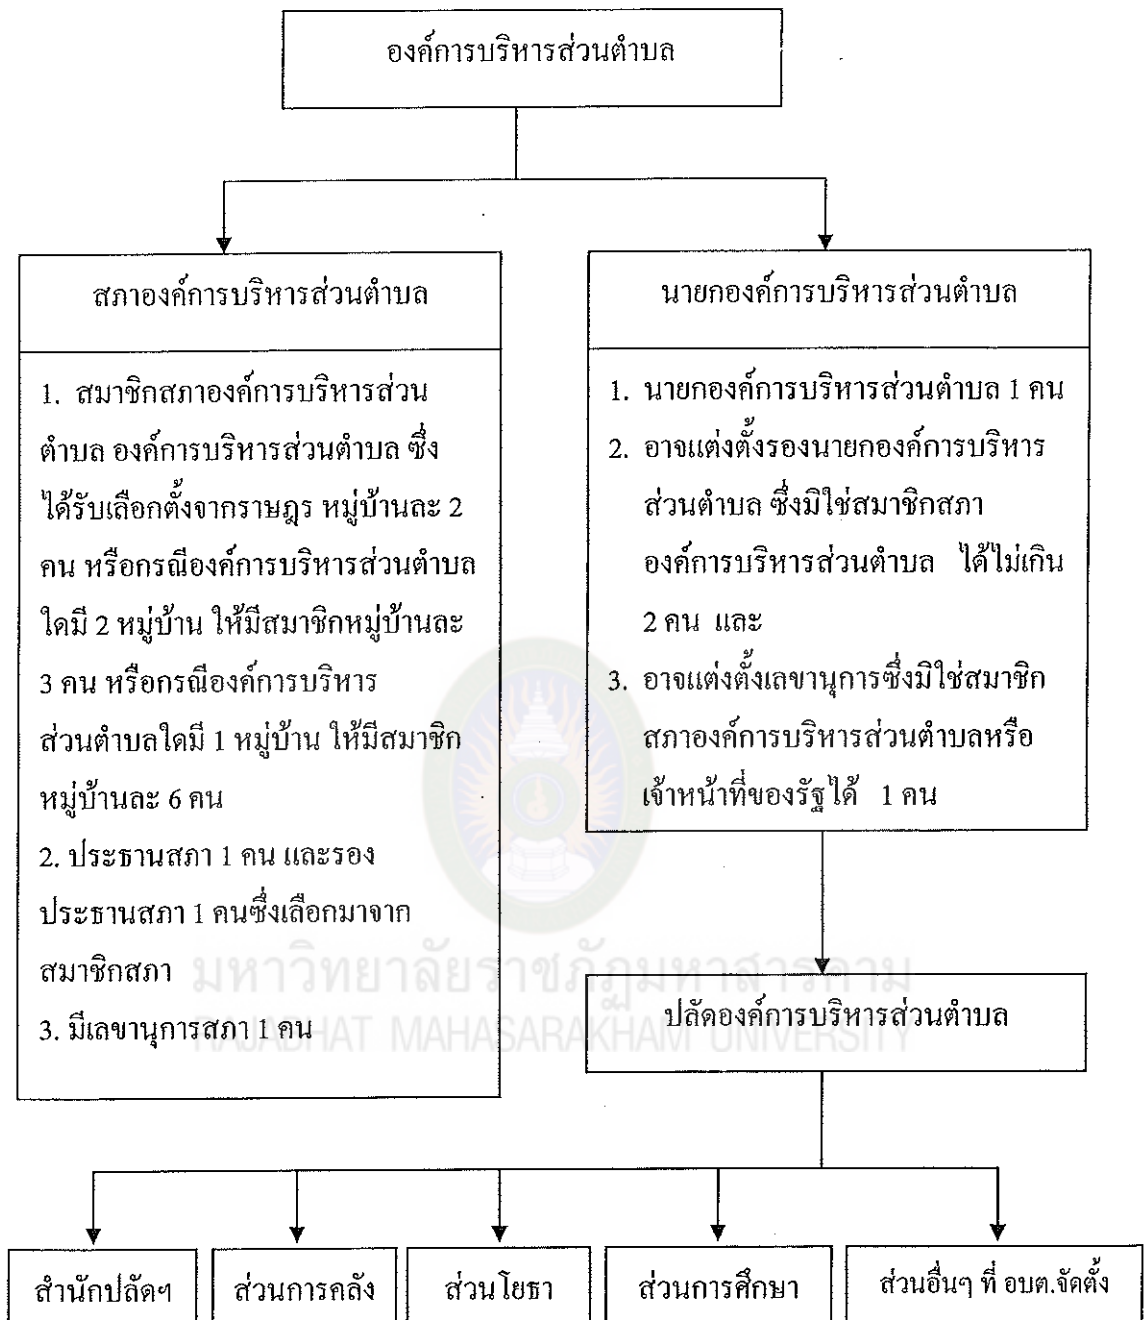 องค์การบริหารส่วนตำบล
สภาองค์การบริหารส่วนตำบล
1. สมาชิกสภาองค์การบริหารส่วน
ตำบล องค์การบริหารส่วนตำบล ซึ่ง
ได้รับเลือกตั้งจากราษฎร หมู่บ้านละ 2
คน หรือกรณีองค์การบริหารส่วนตำบล
ใดมี 2 หมู่บ้าน ให้มีสมาชิกหมู่บ้านละ
3 คน หรือกรณีองค์การบริหาร
ส่วนตำบลใดมี 1 หมู่บ้าน ให้มีสมาชิก
หมู่บ้านละ 6 คน
2. ประธานสภา 1 คน และรอง
ประธานสภา 1 คนซึ่งเลือกมาจาก
สมาชิกสภา
3. มีเลขานุการสภา 1 คน
นายกองค์การบริหารส่วนตำบล
1. นายกองค์การบริหารส่วนตำบล 1 คน
2. อาจแต่งตั้งรองนายกองค์การบริหาร
ส่วนตำบล ซึ่งมิใช่สมาชิกสภา
องค์การบริหารส่วนตำบล ได้ไม่เกิน
2 คน และ
3. อาจแต่งตั้งเลขานุการซึ่งมิใช่สมาชิก
สภาองค์การบริหารส่วนตำบลหรือ
เจ้าหน้าที่ของรัฐได้ 1 คน
มหาวิทยาลัยราชภัฏมหาสารคาม
RAJABHAT MAHASARAKHAM UNIVERSITY
ปลัดองค์การบริหารส่วนตำบล
สำนักปลัดฯ
ส่วนการคลัง
ส่วนโยธา
ส่วนการศึกษา
ส่วนอื่นๆ ที่ อบต.จัดตั้ง